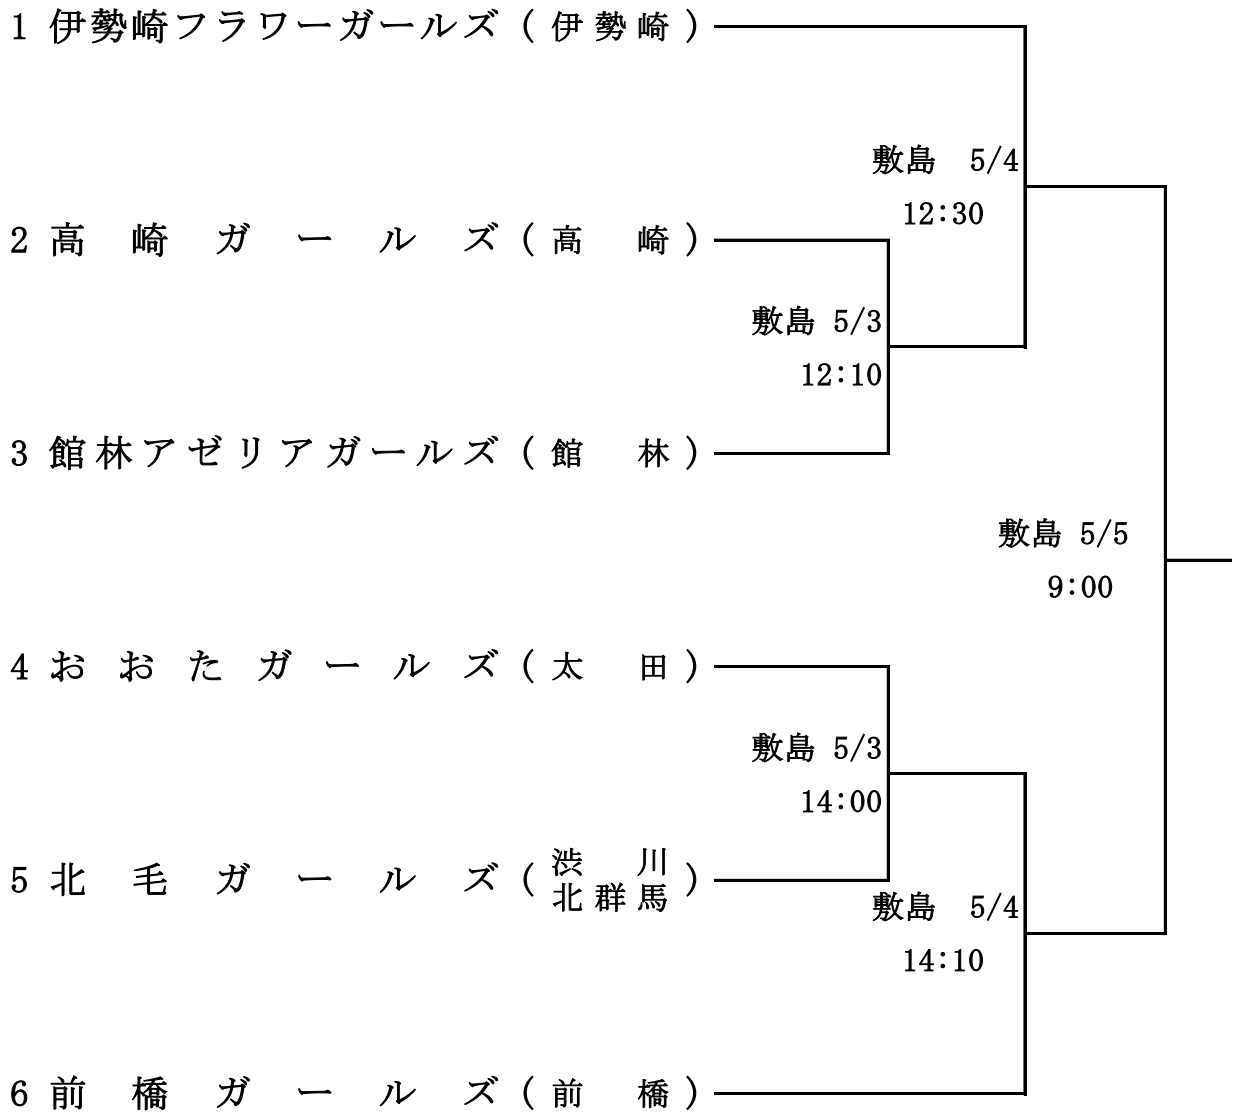 1 伊勢崎フラワーガールズ（伊勢崎）
敷島 5/4
12:30
2 高崎ガールズ（高崎）
敷島 5/3
12:10
3 館林アゼリアガールズ（館林）
敷島 5/5
9:00
4 おおたガールズ（太田）
敷島 5/3
14:00
5 北毛ガールズ（渋川
北群馬）
敷島 5/4
14:10
6 前橋ガールズ（前橋）